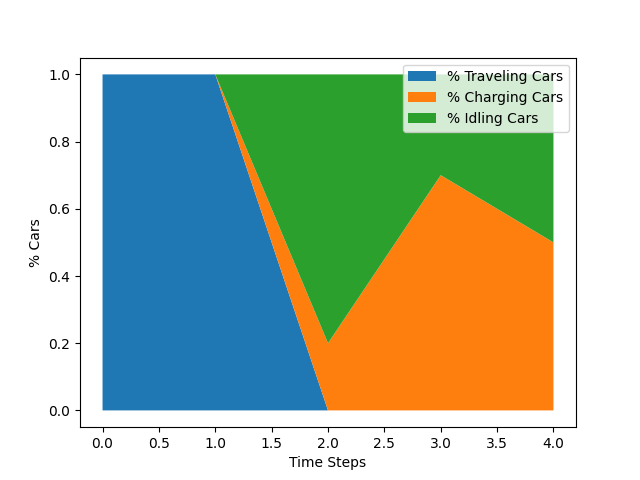 % Traveling Cars
% Charging Cars
% Idling Cars
1.0
0.8
0.6
0.4
0.2
0.0
% Cars
0.0 0.5 1.0 1.5 2.0 2.5 3.0 3.5 4.0
Time Steps